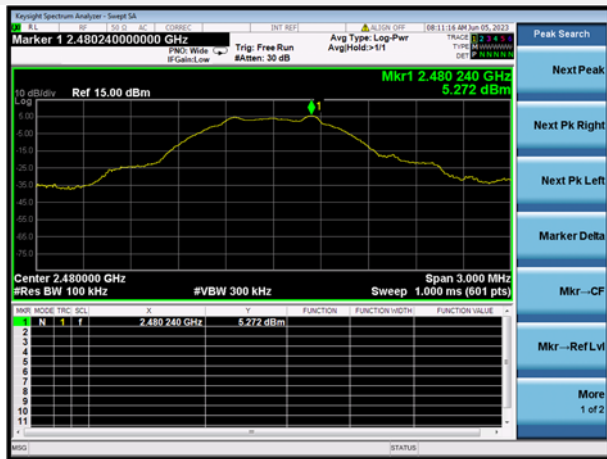 Keysight Spectrum Analyzer - Swept SA
RL RF 50 Ω AC CORREC INT REF ALIGN OFF 08:11:16 AM Jun 05, 2023
Marker 1 2.480240000000 GHz
PNO: Wide
IFGain:Low
Trig: Free Run
#Atten: 30 dB
Avg Type: Log-Pwr
Avg|Hold:>1/1
TRACE 1 2 3 4 5 6
TYPE M
DET P N N N N N
Peak Search
Mkr1 2.480 240 GHz
5.272 dBm
10 dB/div Ref 15.00 dBm
Log
5.00
-5.00
-15.0
-25.0
-35.0
-45.0
-55.0
-65.0
-75.0
1
Center 2.480000 GHz
#Res BW 100 kHz
#VBW 300 kHz
Span 3.000 MHz
Sweep 1.000 ms (601 pts)
MKR MODE TRC SCL X Y FUNCTION FUNCTION WIDTH FUNCTION VALUE
1 N 1 f 2.480 240 GHz 5.272 dBm
2
3
4
5
6
7
8
9
10
11
MSG STATUS
Next Peak
Next Pk Right
Next Pk Left
Marker Delta
Mkr→CF
Mkr→Ref Lvl
More
1 of 2